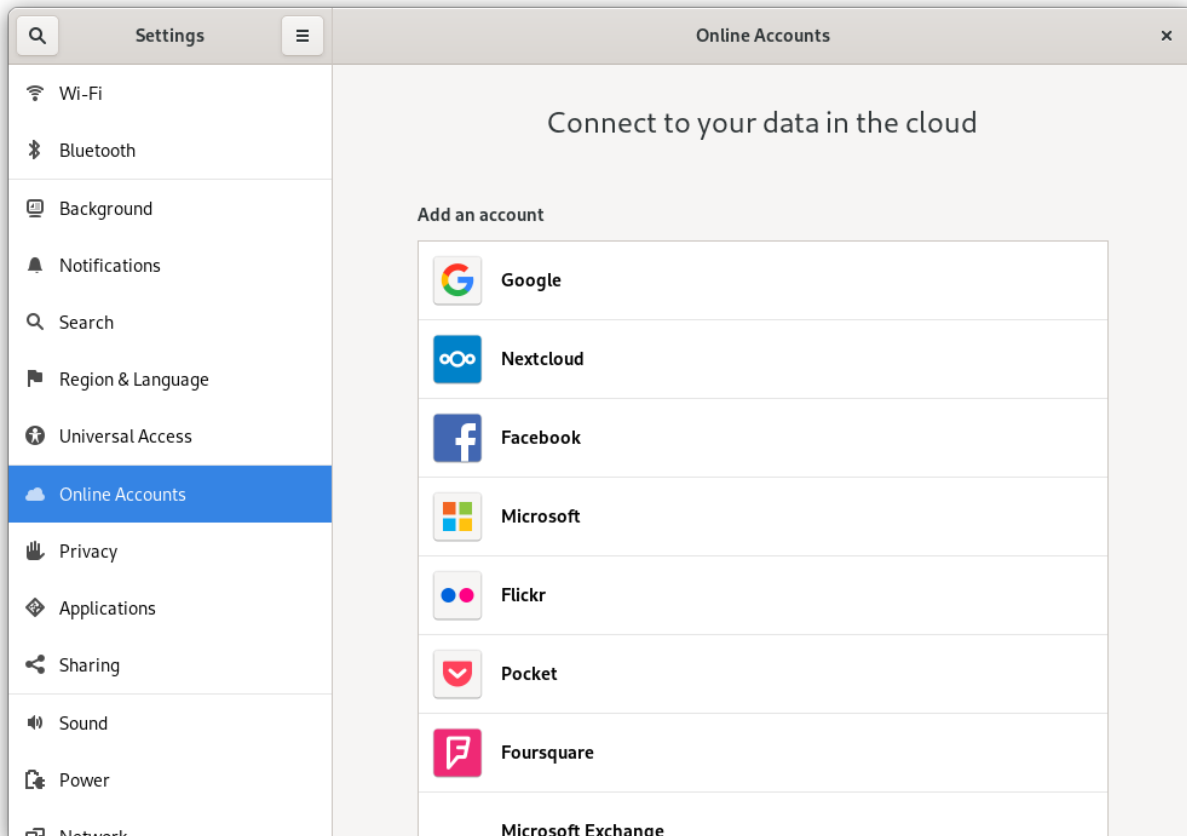 Settings
Online Accounts
Wi-Fi
Bluetooth
Background
Notifications
Search
Region & Language
Universal Access
Online Accounts
Privacy
Applications
Sharing
Sound
Power
Network
Connect to your data in the cloud
Add an account
Google
Nextcloud
Facebook
Microsoft
Flickr
Pocket
Foursquare
Microsoft Exchange